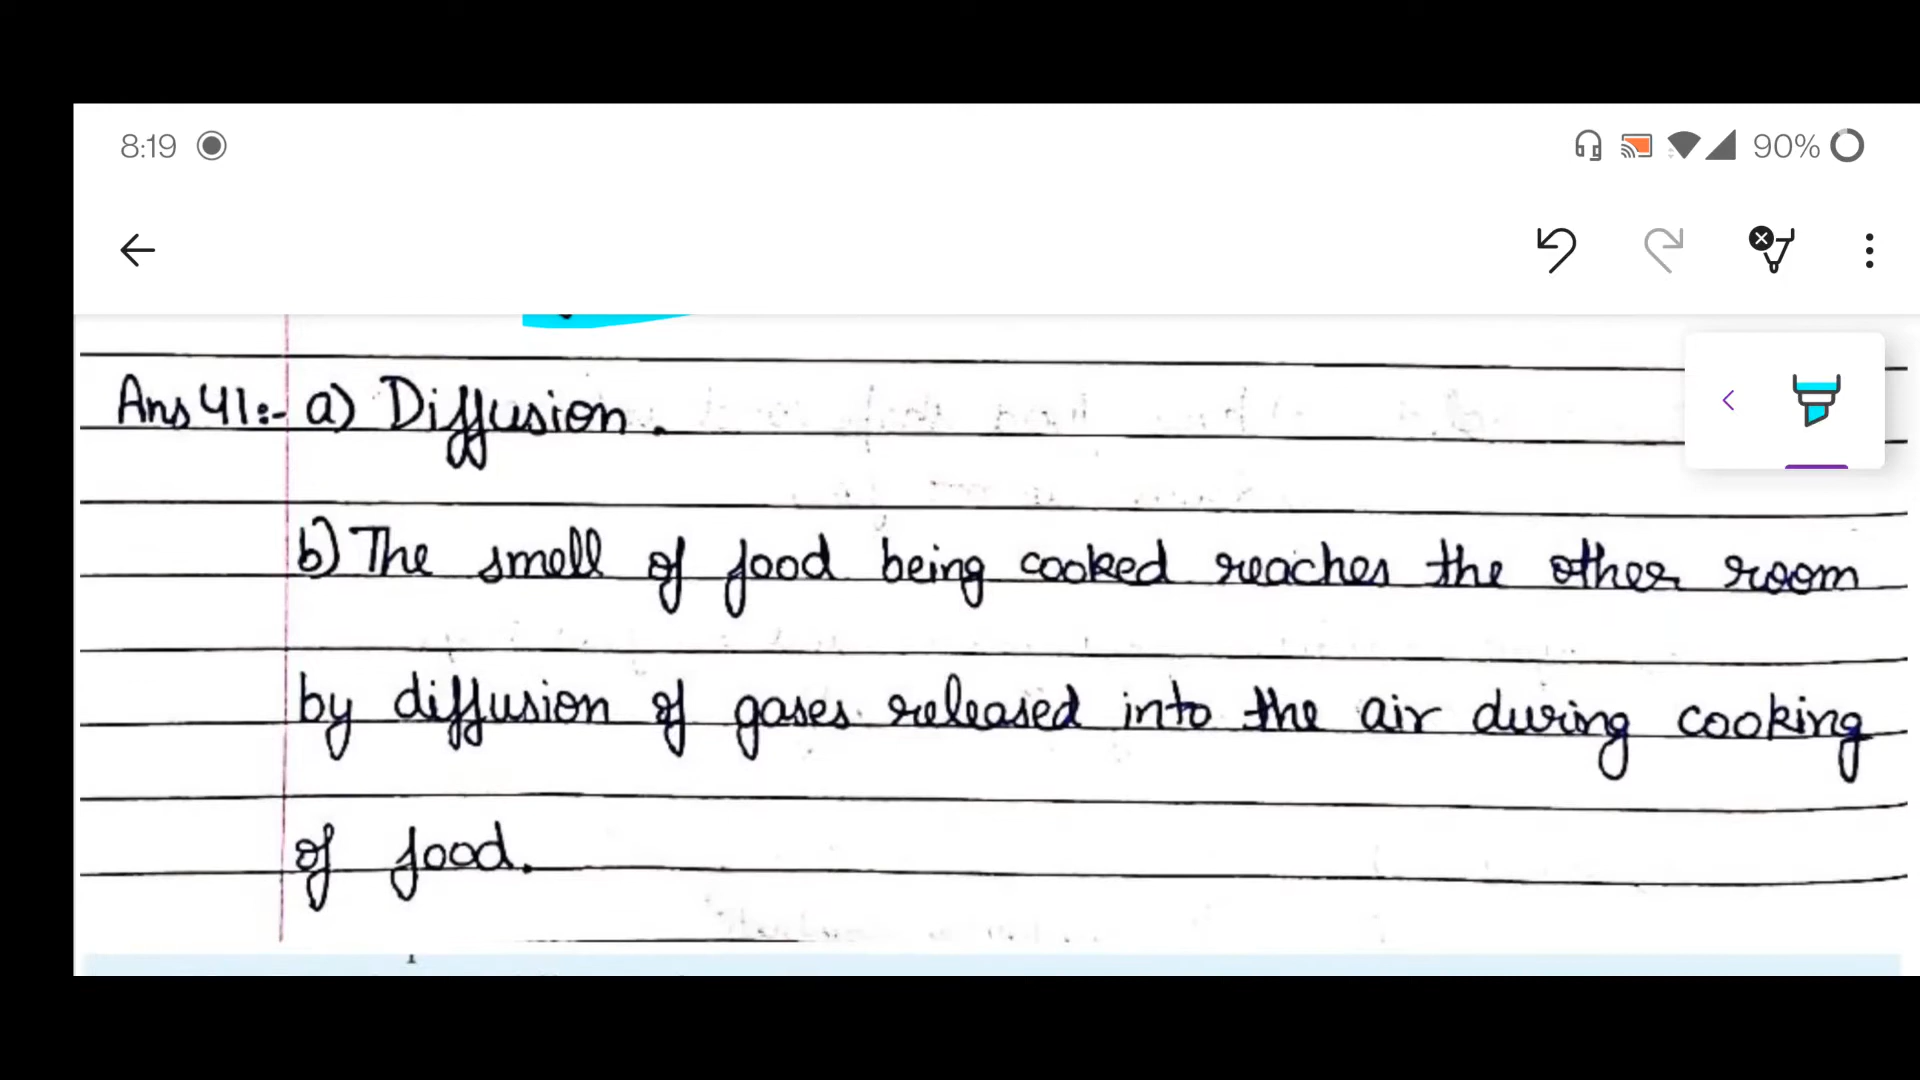 8:19
90%
Ans 41:- a) Diffusion.
b) The smell of food being cooked reaches the other room
by diffusion of gases released into the air during cooking
of food.